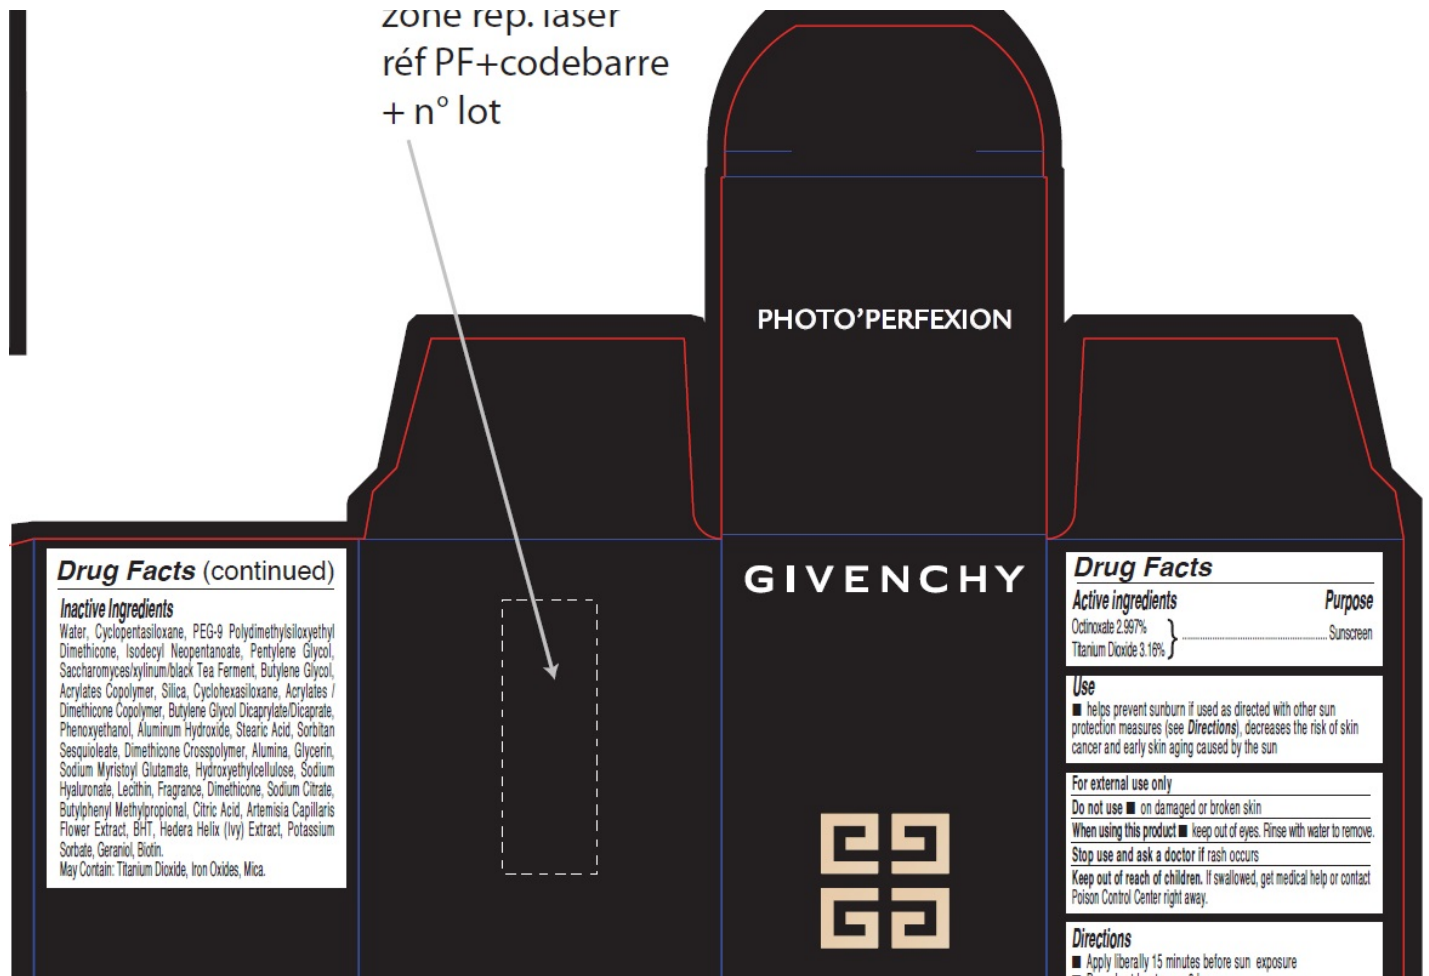 zone rep. laser
réf PF+codebarre
+ n° lot
PHOTO’PERFEXION
GIVENCHY
Drug Facts (continued)
Inactive Ingredients
Water, Cyclopentasiloxane, PEG-9 Polydimethylsiloxyethyl
Dimethicone, Isodecyl Neopentanoate, Pentylene Glycol,
Saccharomyces/xylinum/black Tea Ferment, Butylene Glycol,
Acrylates Copolymer, Silica, Cyclohexasiloxane, Acrylates /
Dimethicone Copolymer, Butylene Glycol Dicaprylate/Dicaprate,
Phenoxyethanol, Aluminum Hydroxide, Stearic Acid, Sorbitan
Sesquioleate, Dimethicone Crosspolymer, Alumina, Glycerin,
Sodium Myristoyl Glutamate, Hydroxyethylcellulose, Sodium
Hyaluronate, Lecithin, Fragrance, Dimethicone, Sodium Citrate,
Butylphenyl Methylpropional, Citric Acid, Artemisia Capillaris
Flower Extract, BHT, Hedera Helix (Ivy) Extract, Potassium
Sorbate, Geraniol, Biotin.
May Contain: Titanium Dioxide, Iron Oxides, Mica.
Drug Facts
Active ingredients Purpose
Octinoxate 2.997%
Titanium Dioxide 3.16% } ........................................ Sunscreen
Use
■ helps prevent sunburn if used as directed with other sun
protection measures (see Directions), decreases the risk of skin
cancer and early skin aging caused by the sun
For external use only
Do not use ■ on damaged or broken skin
When using this product ■ keep out of eyes. Rinse with water to remove.
Stop use and ask a doctor if rash occurs
Keep out of reach of children. If swallowed, get medical help or contact
Poison Control Center right away.
Directions
■ Apply liberally 15 minutes before sun exposure